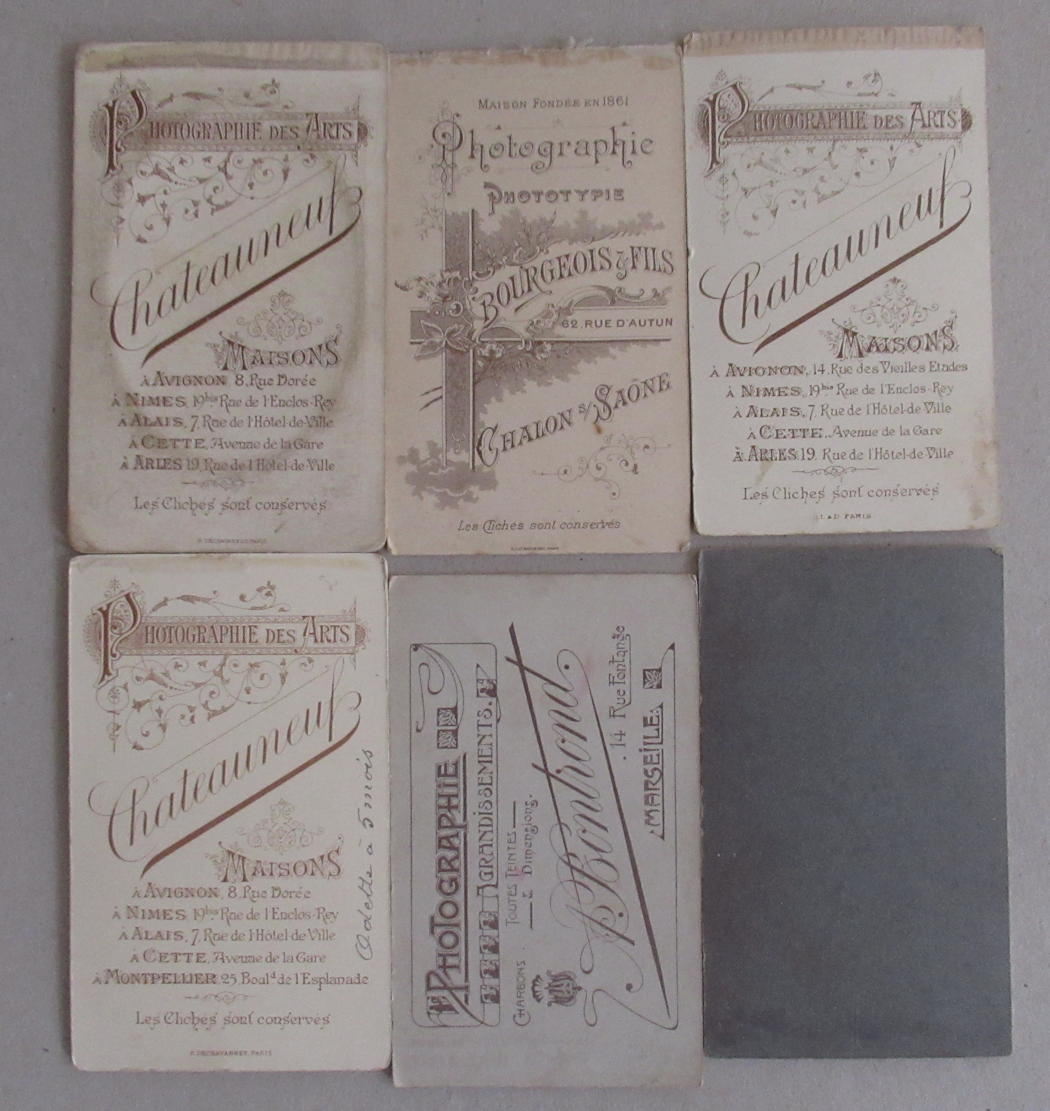 PHOTOGRAPHIE DES ARTS
Chateauneuf
MAISONS
À AVIGNON 8, Rue Dorée
À NIMES, 19bis Rue de l'Enclos-Rey
À ALAIS, 7, Rue de l'Hôtel-de-Ville
À CETTE, Avenue de la Gare
À ARLES 19, Rue de l'Hôtel-de-Ville
Les Clichés sont conservés
MAISON FONDÉE EN 1861
Photographie
PHOTOTYPIE
BOURGEOIS & FILS
62. RUE D'AUTUN
CHALON S/ SAÔNE
Les Clichés sont conservés
PHOTOGRAPHIE DES ARTS
Chateauneuf
MAISONS
À AVIGNON, 14, Rue des Vieilles Etudes
À NIMES, 19bis Rue de l'Enclos-Rey
À ALAIS, 7, Rue de l'Hôtel-de-Ville
À CETTE, Avenue de la Gare
À ARLES 19, Rue de l'Hôtel-de-Ville
Les Clichés sont conservés
PARIS
PHOTOGRAPHIE DES ARTS
Chateauneuf
MAISONS
À AVIGNON, 8, Rue Dorée
À NIMES, 19bis Rue de l'Enclos-Rey
À ALAIS, 7, Rue de l'Hôtel-de-Ville
À CETTE, Avenue de la Gare
À MONTPELLIER 25 Bould de l'Esplanade
Les Clichés sont conservés
PARIS
Odette à 5 mois
PHOTOGRAPHIE
AGRANDISSEMENTS.
CHARBONS. TOUTES TEINTES
& Dimensions.
A. Bontrond.
14 Rue Fontange
MARSEILLE